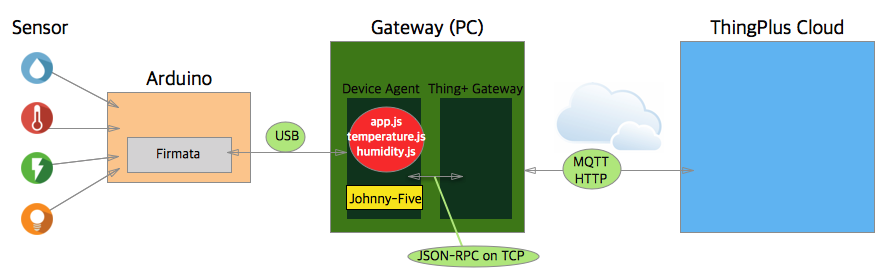 Sensor
Gateway (PC)
ThingPlus Cloud
Arduino
Device Agent
Thing+ Gateway
app.js
temperature.js
humidity.js
USB
Firmata
MQTT
HTTP
Johnny-Five
JSON-RPC on TCP